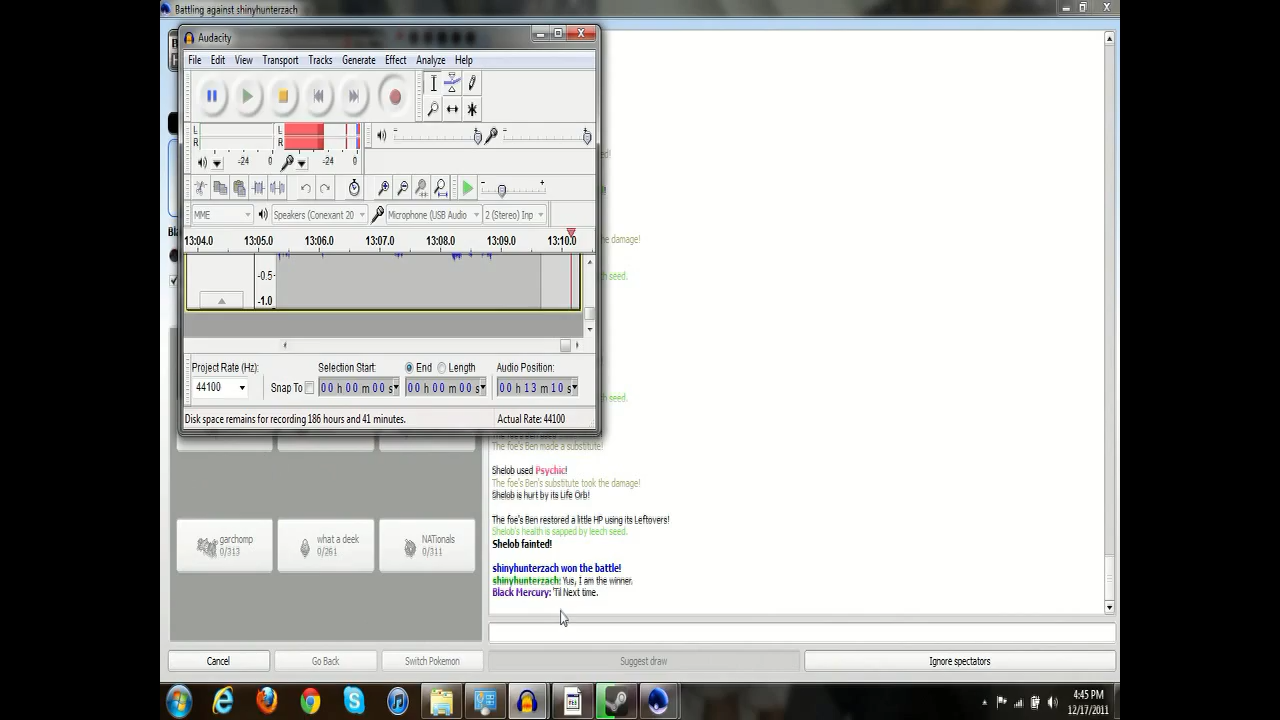 Battling against shinyhunterzach
Audacity
File Edit View Transport Tracks Generate Effect Analyze Help
L
R
-24 0
L
R
-24 0
MME
Speakers (Conexant 20
Microphone (USB Audio
2 (Stereo) Inp
13:04.0 13:05.0 13:06.0 13:07.0 13:08.0 13:09.0 13:10.0
-0.5
-1.0
Project Rate (Hz):
44100
Snap To
Selection Start:
00 h 00 m 00 s
End Length
00 h 00 m 00 s
Audio Position:
00 h 13 m 10 s
Disk space remains for recording 186 hours and 41 minutes.
Actual Rate: 44100
the damage!
leech seed.
leech seed.
The foe's Ben made a substitute!
Shelob used Psychic!
The foe's Ben's substitute took the damage!
Shelob is hurt by its Life Orb!
The foe's Ben restored a little HP using its Leftovers!
Shelob's health is sapped by leech seed.
Shelob fainted!
shinyhunterzach won the battle!
shinyhunterzach: Yus, I am the winner.
Black Mercury: 'Til Next time.
garchomp
0/313
what a deek
0/261
NATionals
0/311
Cancel
Go Back
Switch Pokemon
Suggest draw
Ignore spectators
4:45 PM
12/17/2011